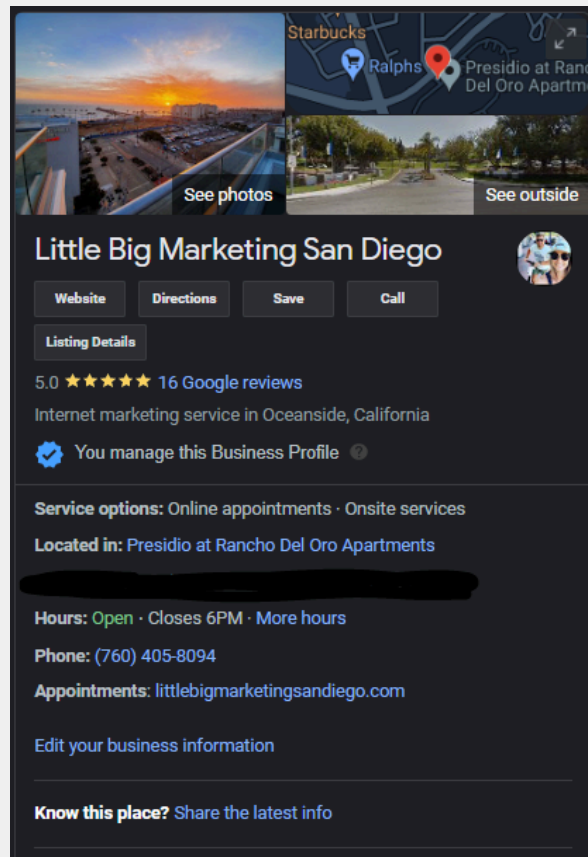 Starbucks
Ralphs
Presidio at Ranc
Del Oro Apartme
See photos
See outside
Little Big Marketing San Diego
Website
Directions
Save
Call
Listing Details
5.0 ★★★★★ 16 Google reviews
Internet marketing service in Oceanside, California
You manage this Business Profile ?
Service options: Online appointments · Onsite services
Located in: Presidio at Rancho Del Oro Apartments
Hours: Open · Closes 6PM · More hours
Phone: (760) 405-8094
Appointments: littlebigmarketingsandiego.com
Edit your business information
Know this place? Share the latest info